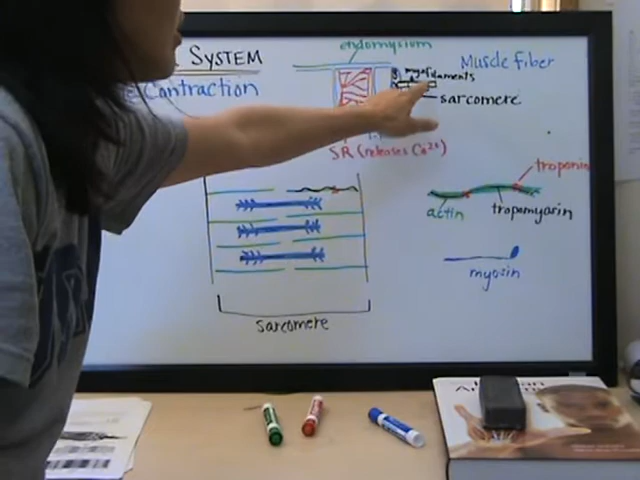 SYSTEM
Contraction
endomysium
Muscle Fiber
myofilaments
sarcomere
SR (releases Ca²⁺)
troponin
actin
tropomyosin
myosin
sarcomere